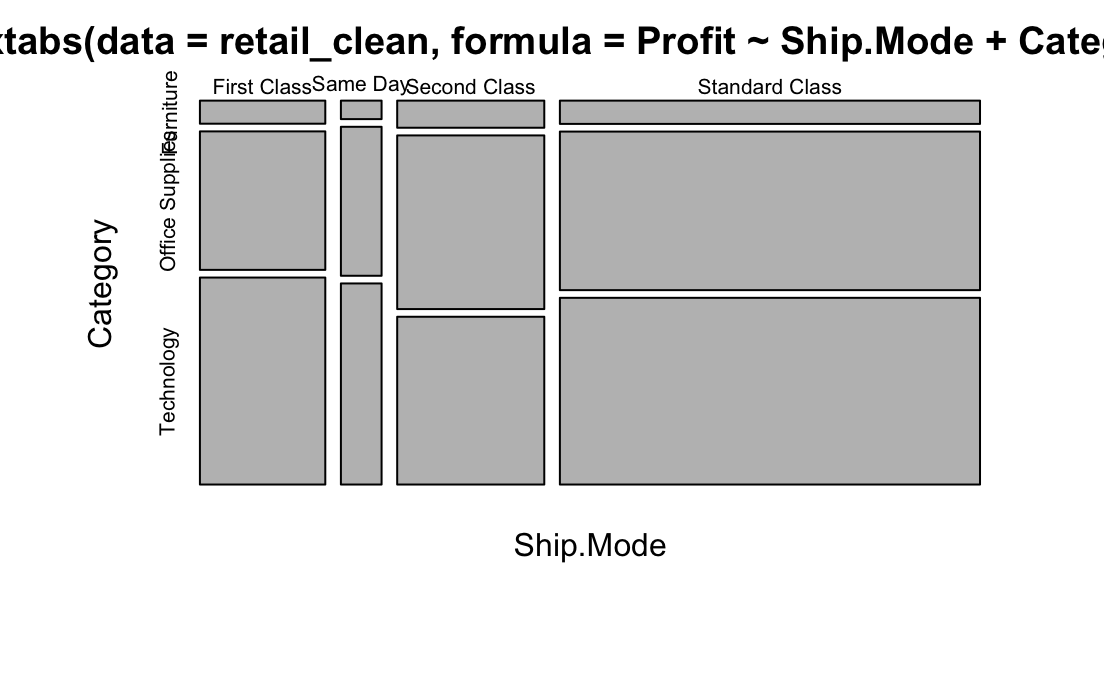 xtabs(data = retail_clean, formula = Profit ~ Ship.Mode + Categ
First Class Same Day Second Class Standard Class
Furniture
Office Supplies
Technology
Category
Ship.Mode